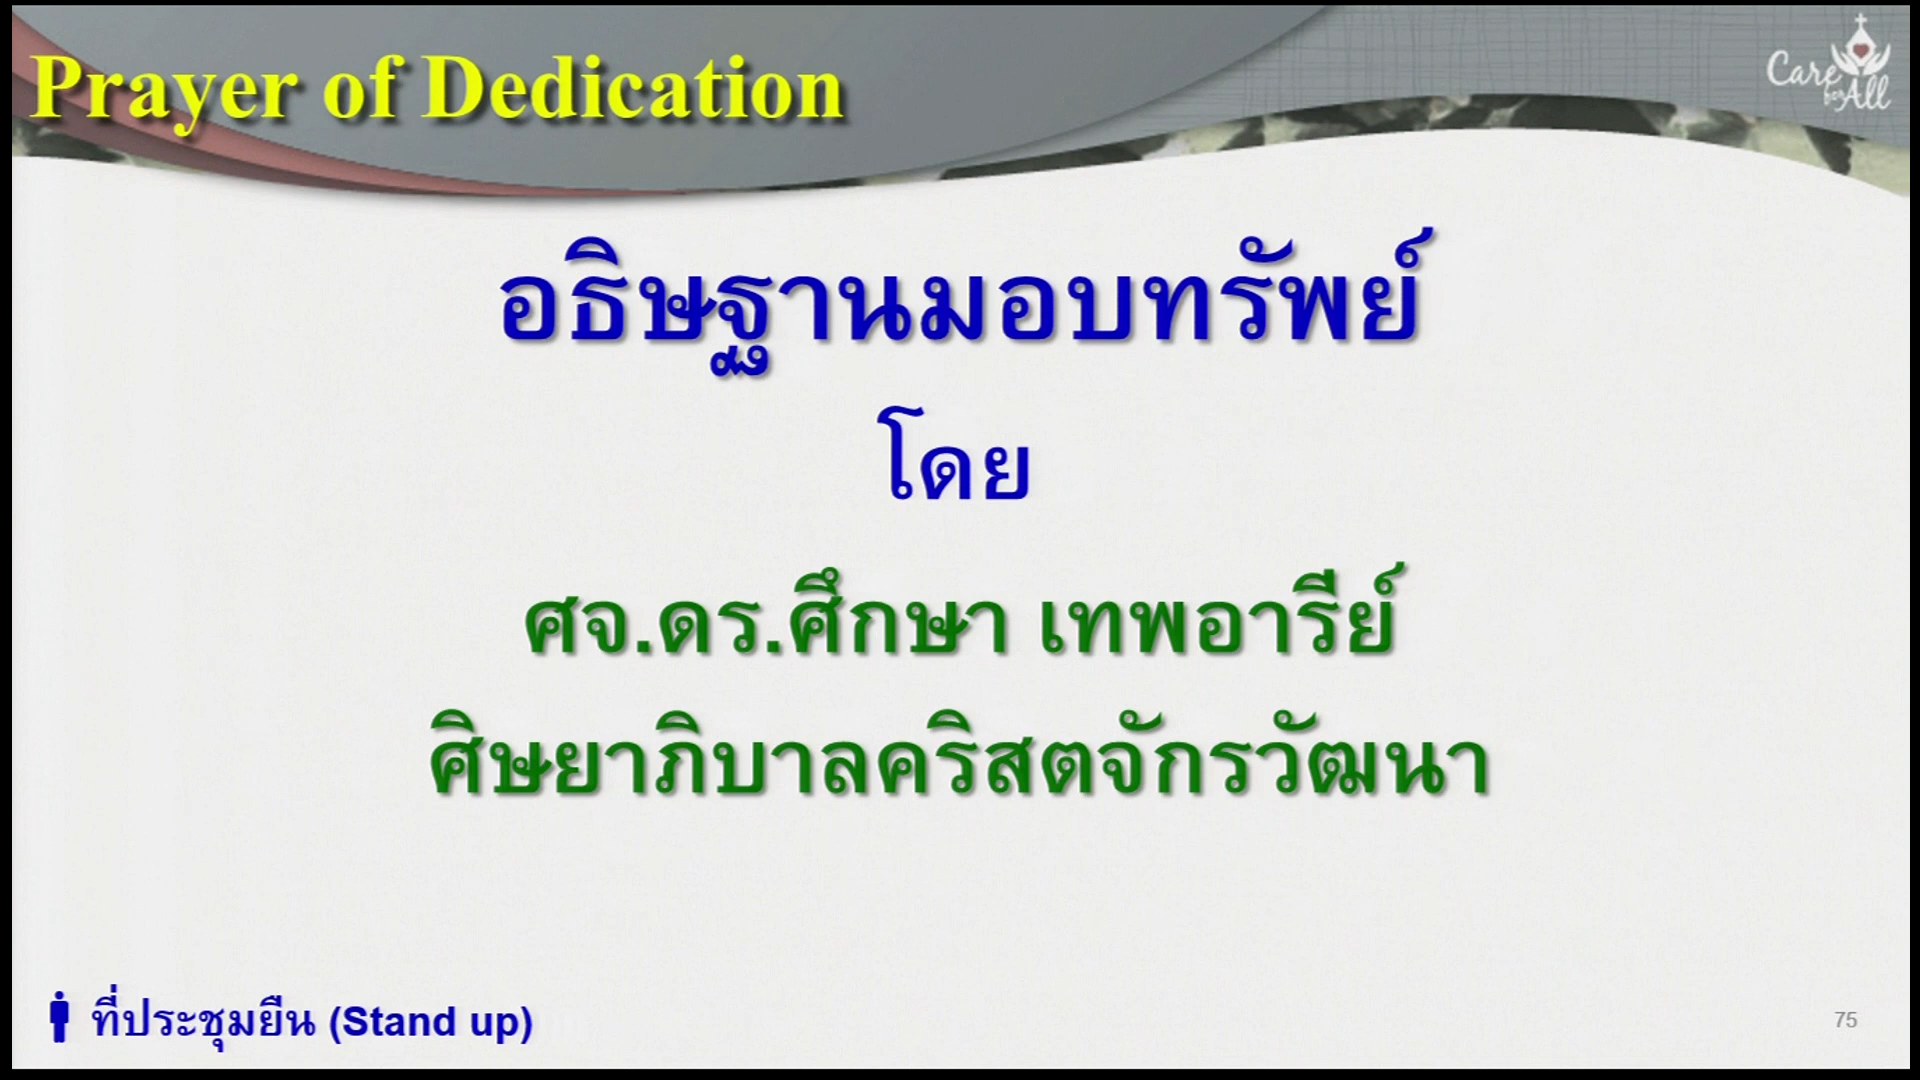 Prayer of Dedication
Care
for All
อธิษฐานมอบทรัพย์
โดย
ศจ.ดร.ศึกษา เทพอารีย์
ศิษยาภิบาลคริสตจักรวัฒนา
ที่ประชุมยืน (Stand up)
75